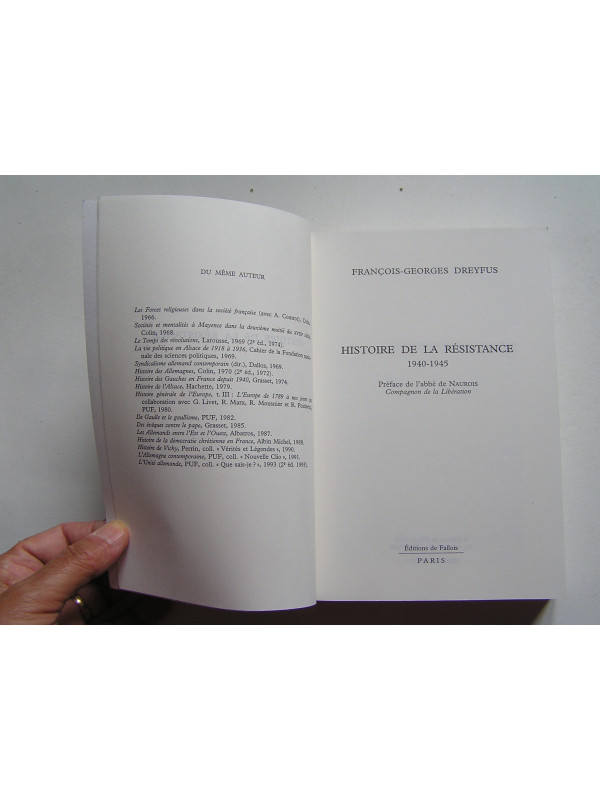 DU MÊME AUTEUR
Les Forces religieuses dans la société française (avec A. Coutrot), Colin,
1966.
Sociétés et mentalités à Mayence dans la deuxième moitié du XVIIIe siècle,
Colin, 1968.
Le Temps des révolutions, Larousse, 1969 (2e éd., 1974).
La vie politique en Alsace de 1918 à 1936, Cahier de la Fondation
nale des sciences politiques, 1969.
Syndicalisme allemand contemporain (dir.), Dalloz, 1969.
Histoire des Allemagnes, Colin, 1970 (2e éd., 1972).
Histoire des Gauches en France depuis 1940, Grasset, 1974.
Histoire de l'Alsace, Hachette, 1979.
Histoire générale de l'Europe, t. III : L'Europe de 1789 à nos jours
collaboration avec G. Livet, R. Marx, R. Mousnier et R. Poidevin
PUF, 1980.
De Gaulle et le gaullisme, PUF, 1982.
Des évêques contre le pape, Grasset, 1985.
Les Allemands entre l'Est et l'Ouest, Albatros, 1987.
Histoire de la démocratie chrétienne en France, Albin Michel, 1988.
Histoire de Vichy, Perrin, coll. « Vérités et Légendes », 1990.
L'Allemagne contemporaine, PUF, coll. « Nouvelle Clio », 1991.
L'Unité allemande, PUF, coll. « Que sais-je ? », 1993 (2e éd. 1995).
FRANÇOIS-GEORGES DREYFUS
HISTOIRE DE LA RÉSISTANCE
1940-1945
Préface de l'abbé de NAUROIS
Compagnon de la Libération
Éditions de Fallois
PARIS